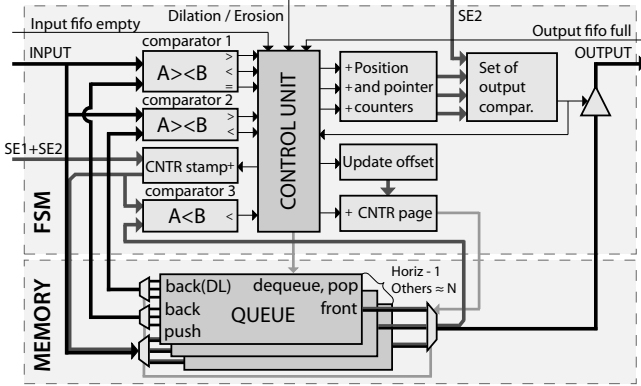 Dilation / Erosion
SE2
Input fifo empty
Output fifo full
INPUT
comparator 1
OUTPUT
A><B
>
<
=
+ Position
+ and pointer
+ counters
Set of
output
compar.
comparator 2
A><B
>
<
CONTROL UNIT
SE1+SE2
CNTR stamp+
Update offset
comparator 3
A<B
<
+ CNTR page
FSM
MEMORY
back(DL)
dequeue, pop
back
front
push
QUEUE
Horiz - 1
Others ≈ N